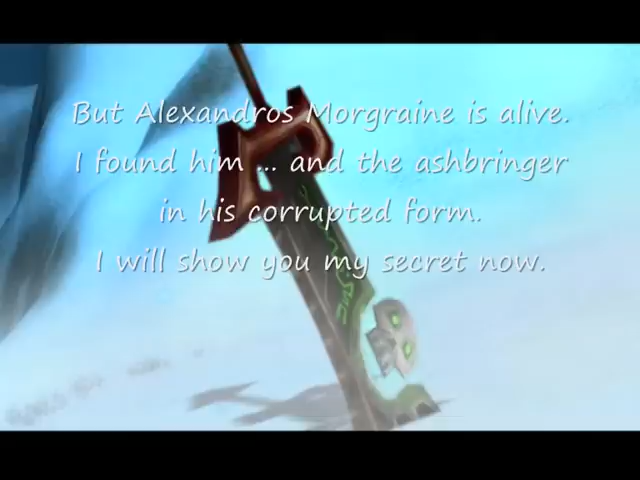 But Alexandros Morgraine is alive.
I found him ... and the ashbringer
in his corrupted form.
I will show you my secret now.